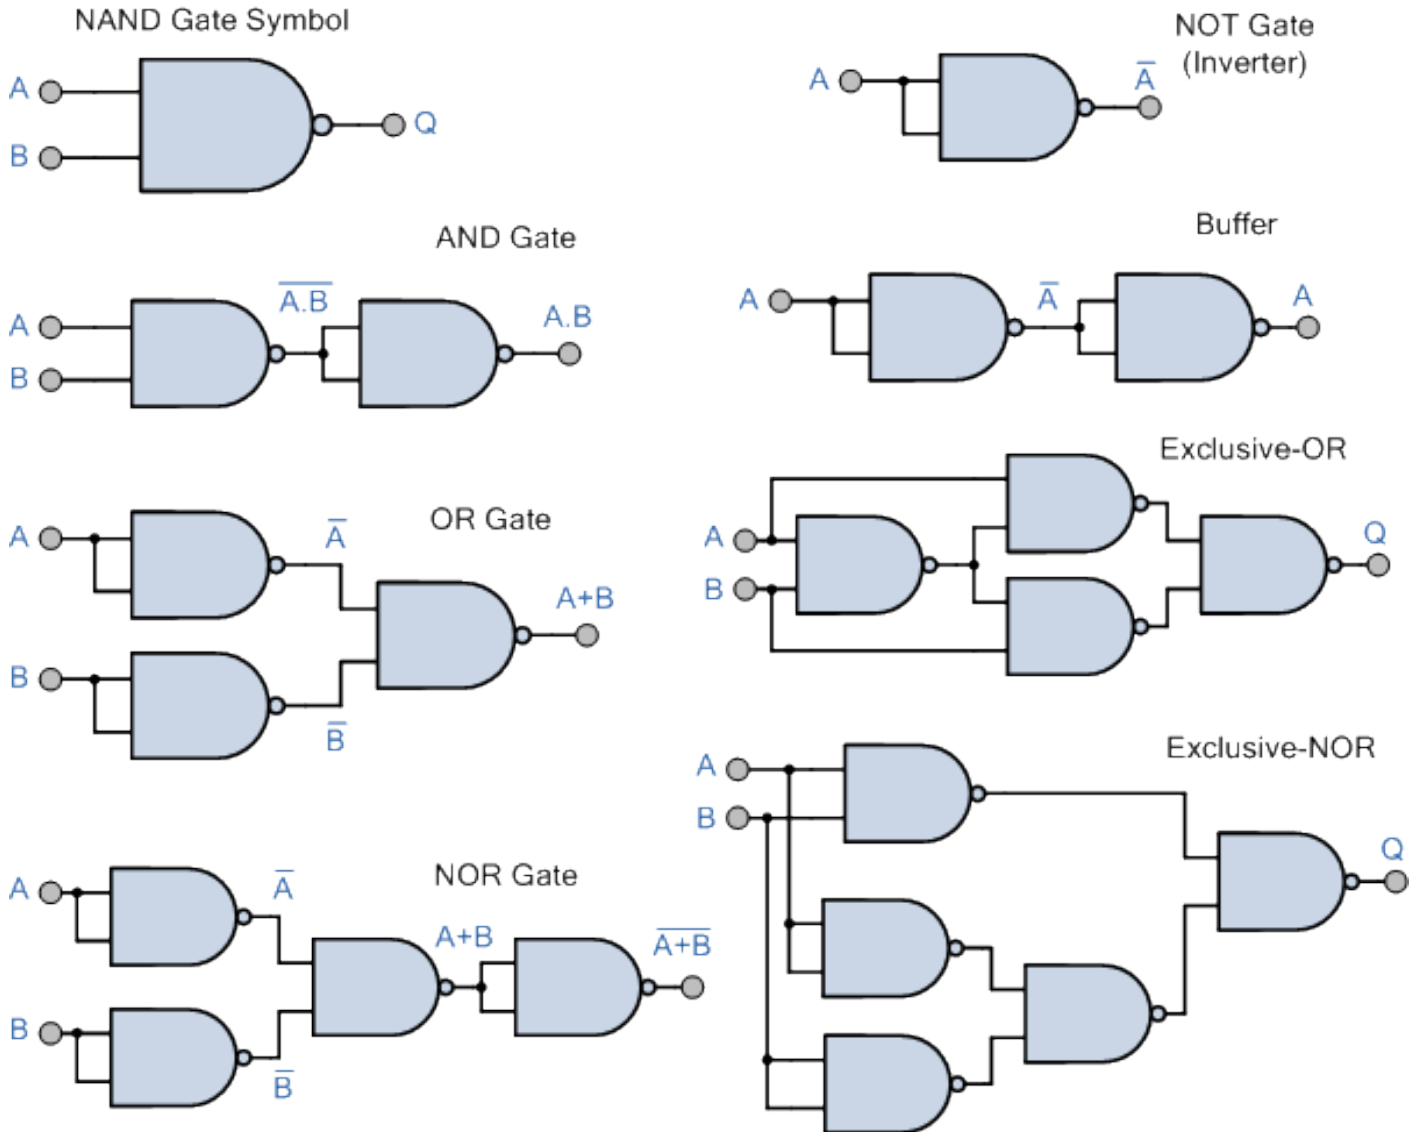 NAND Gate Symbol
A
B
Q
NOT Gate
(Inverter)
A
A̅
AND Gate
A
B
A̅.̅B̅
A.B
Buffer
A
A̅
A
OR Gate
A
B
A̅
B̅
A+B
Exclusive-OR
A
B
Q
NOR Gate
A
B
A̅
B̅
A+B
A̅+̅B̅
Exclusive-NOR
A
B
Q